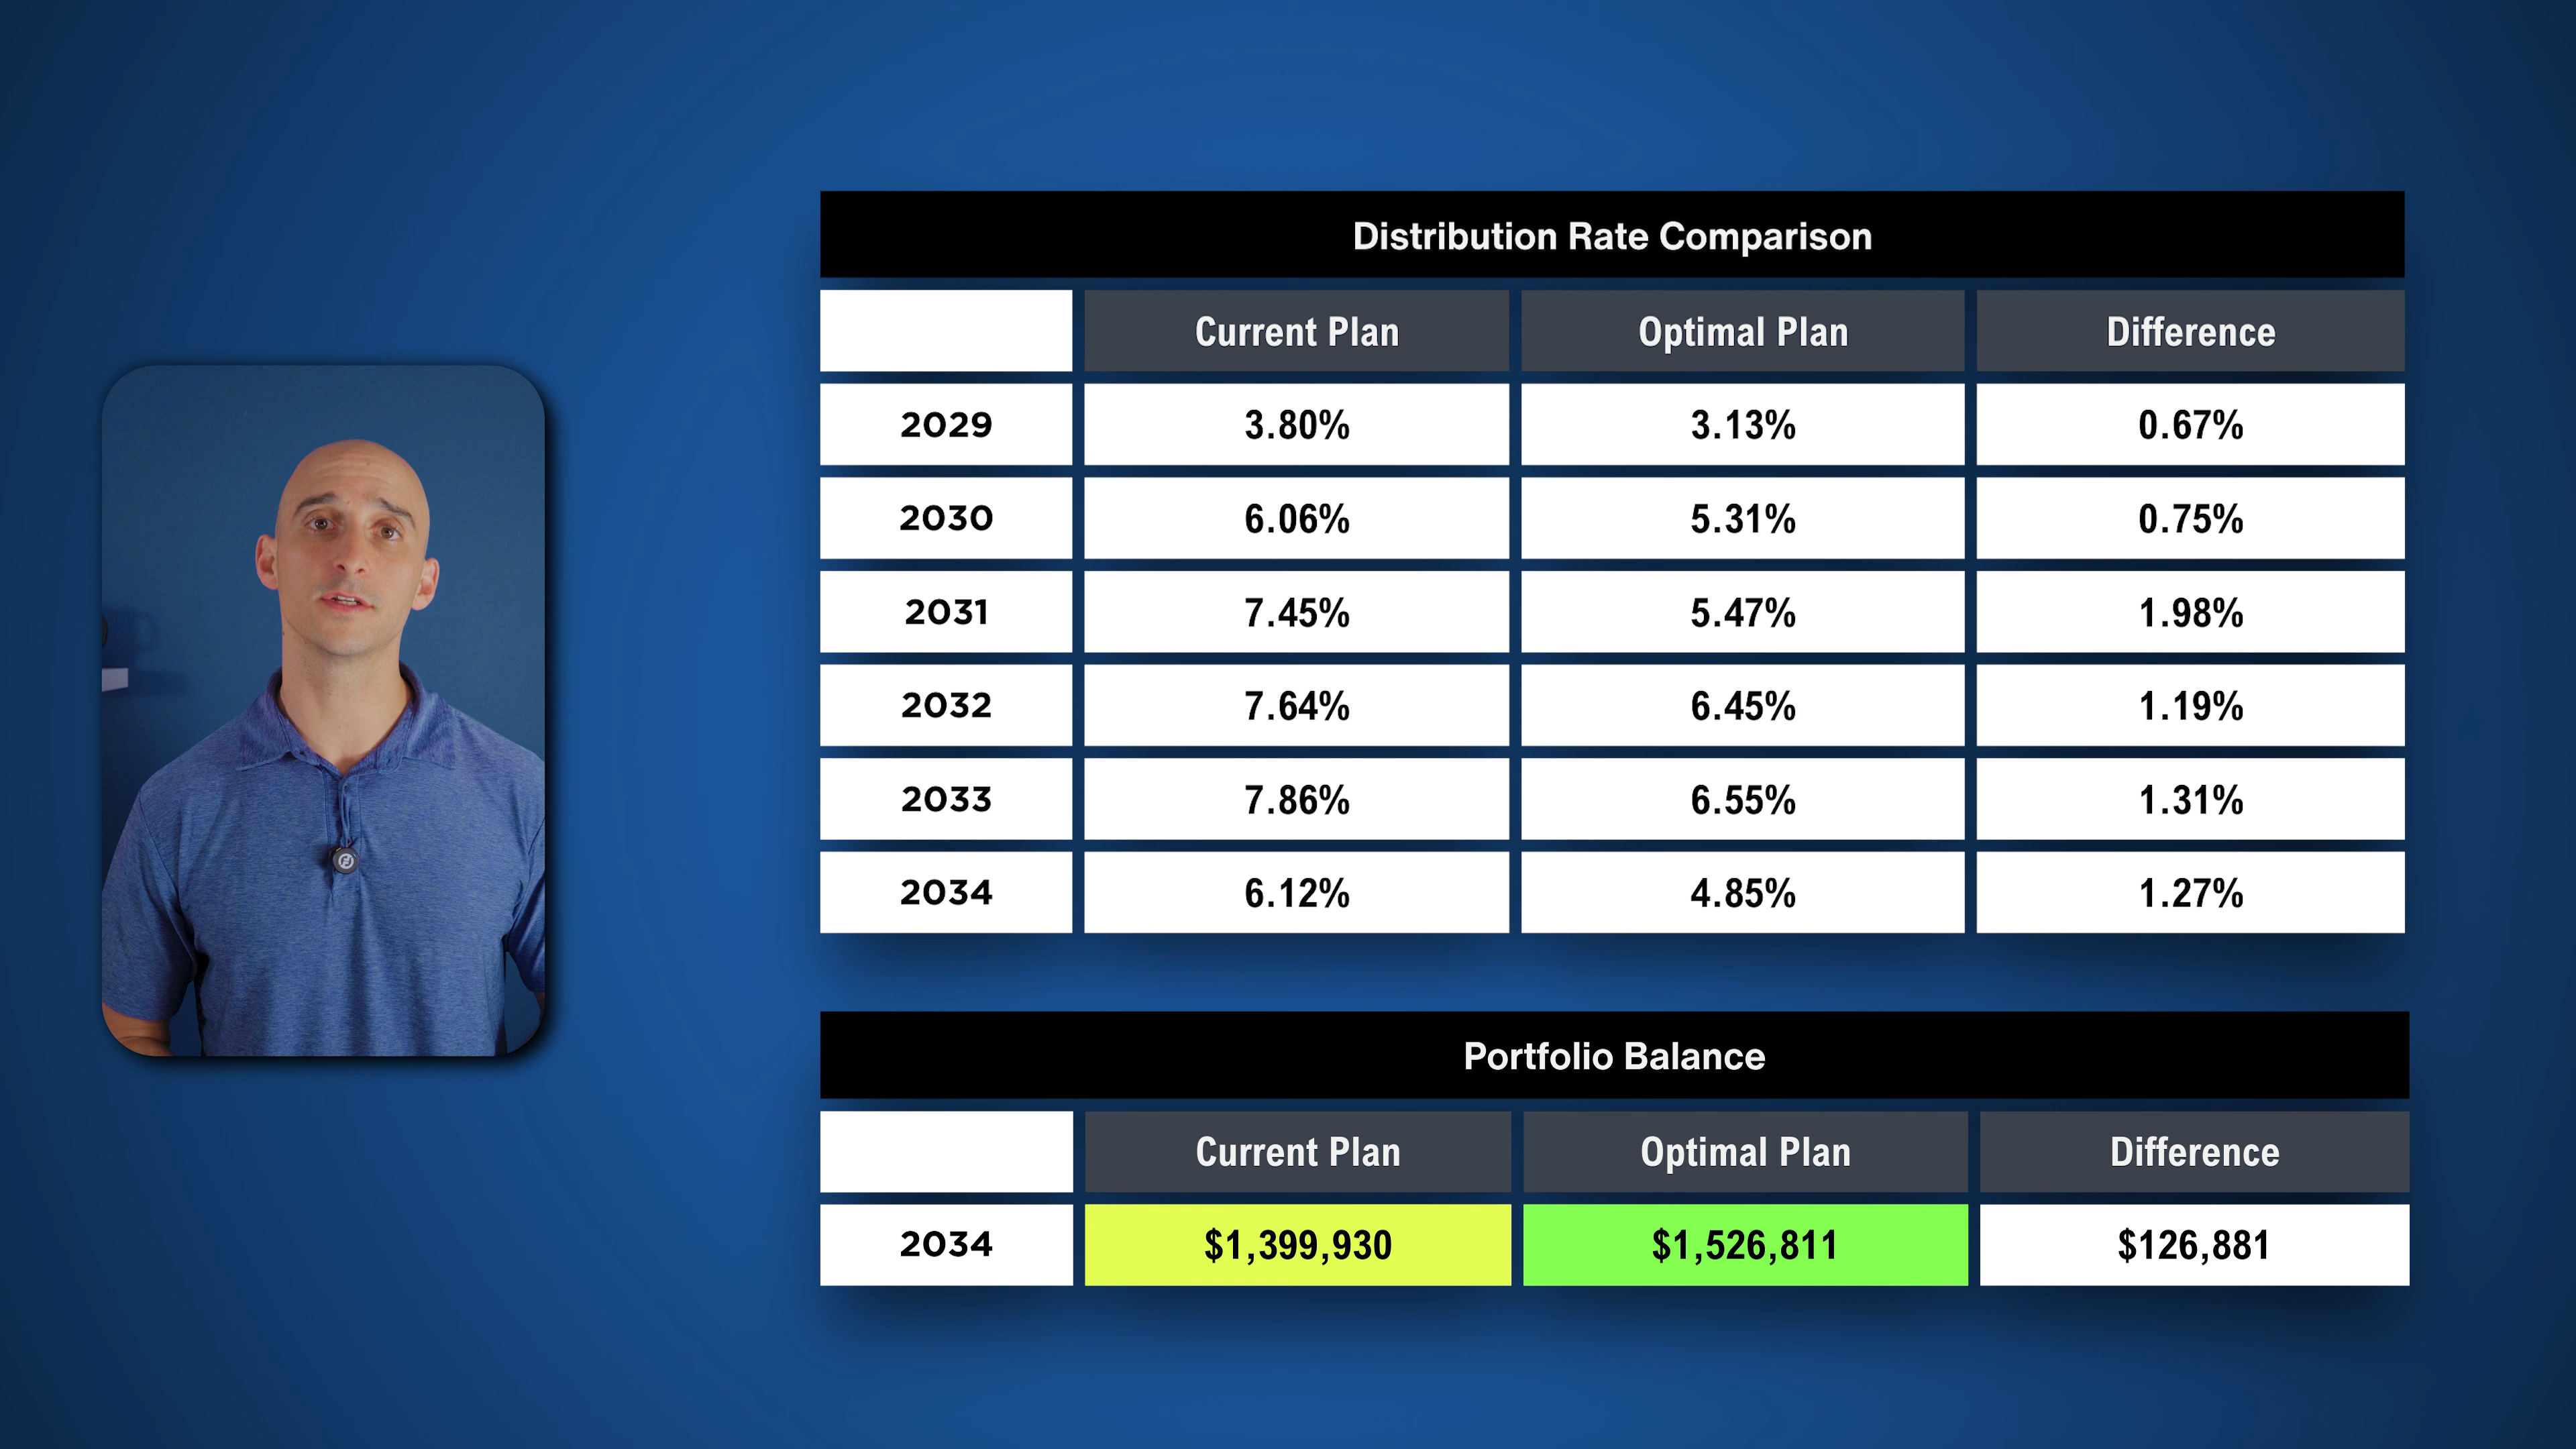 Distribution Rate Comparison
Current Plan Optimal Plan Difference
2029 3.80% 3.13% 0.67%
2030 6.06% 5.31% 0.75%
2031 7.45% 5.47% 1.98%
2032 7.64% 6.45% 1.19%
2033 7.86% 6.55% 1.31%
2034 6.12% 4.85% 1.27%
Portfolio Balance
Current Plan Optimal Plan Difference
2034 $1,399,930 $1,526,811 $126,881